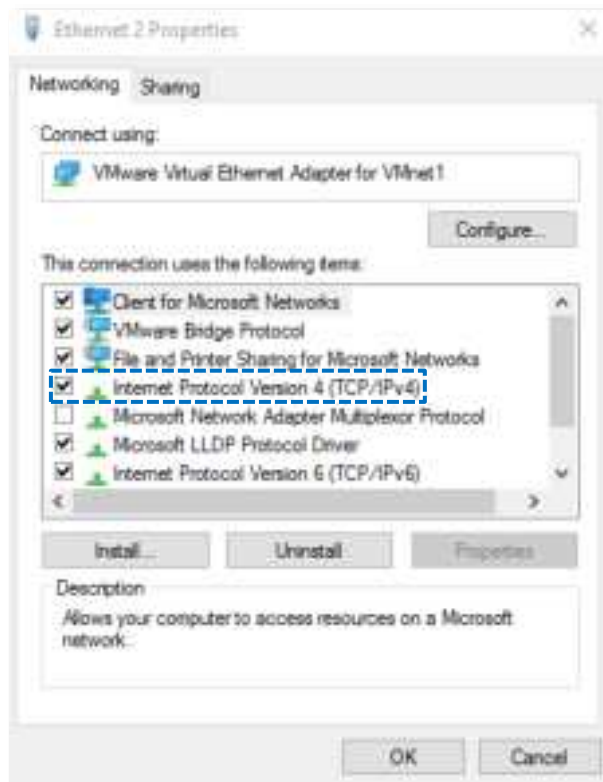 Ethernet 2 Properties
Networking
Sharing
Connect using:
VMware Virtual Ethernet Adapter for VMnet1
Configure...
This connection uses the following items:
Client for Microsoft Networks
VMware Bridge Protocol
File and Printer Sharing for Microsoft Networks
Internet Protocol Version 4 (TCP/IPv4)
Microsoft Network Adapter Multiplexor Protocol
Microsoft LLDP Protocol Driver
Internet Protocol Version 6 (TCP/IPv6)
Install...
Uninstall
Properties
Description
Allows your computer to access resources on a Microsoft
network.
OK
Cancel